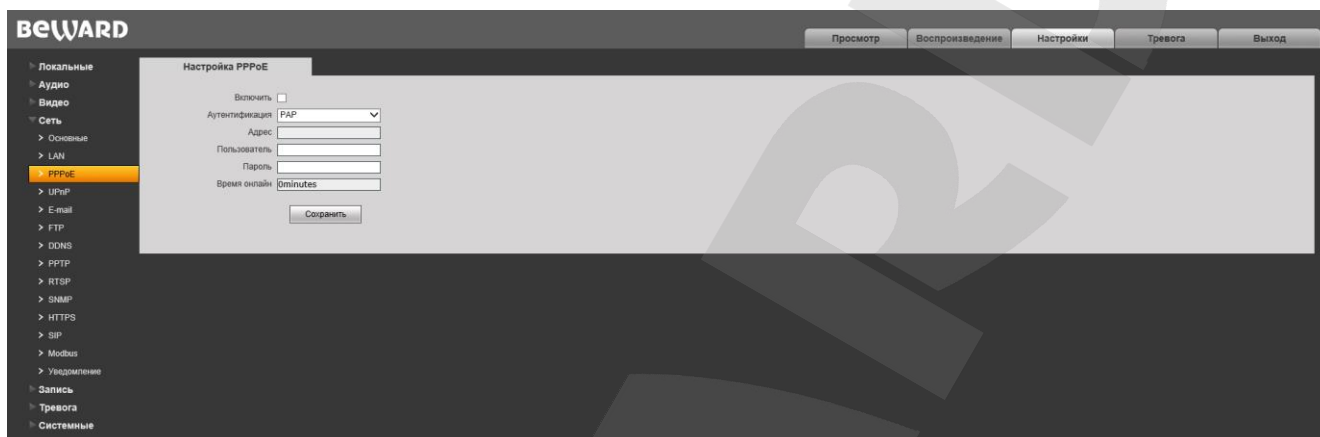 BEWARD
Просмотр
Воспроизведение
Настройки
Тревога
Выход
Локальные
Аудио
Видео
Сеть
> Основные
> LAN
> PPPoE
> UPnP
> E-mail
> FTP
> DDNS
> PPTP
> RTSP
> SNMP
> HTTPS
> SIP
> Modbus
> Уведомление
Запись
Тревога
Системные
Настройка PPPoE
Включить
Аутентификация PAP
Адрес
Пользователь
Пароль
Время онлайн 0minutes
Сохранить